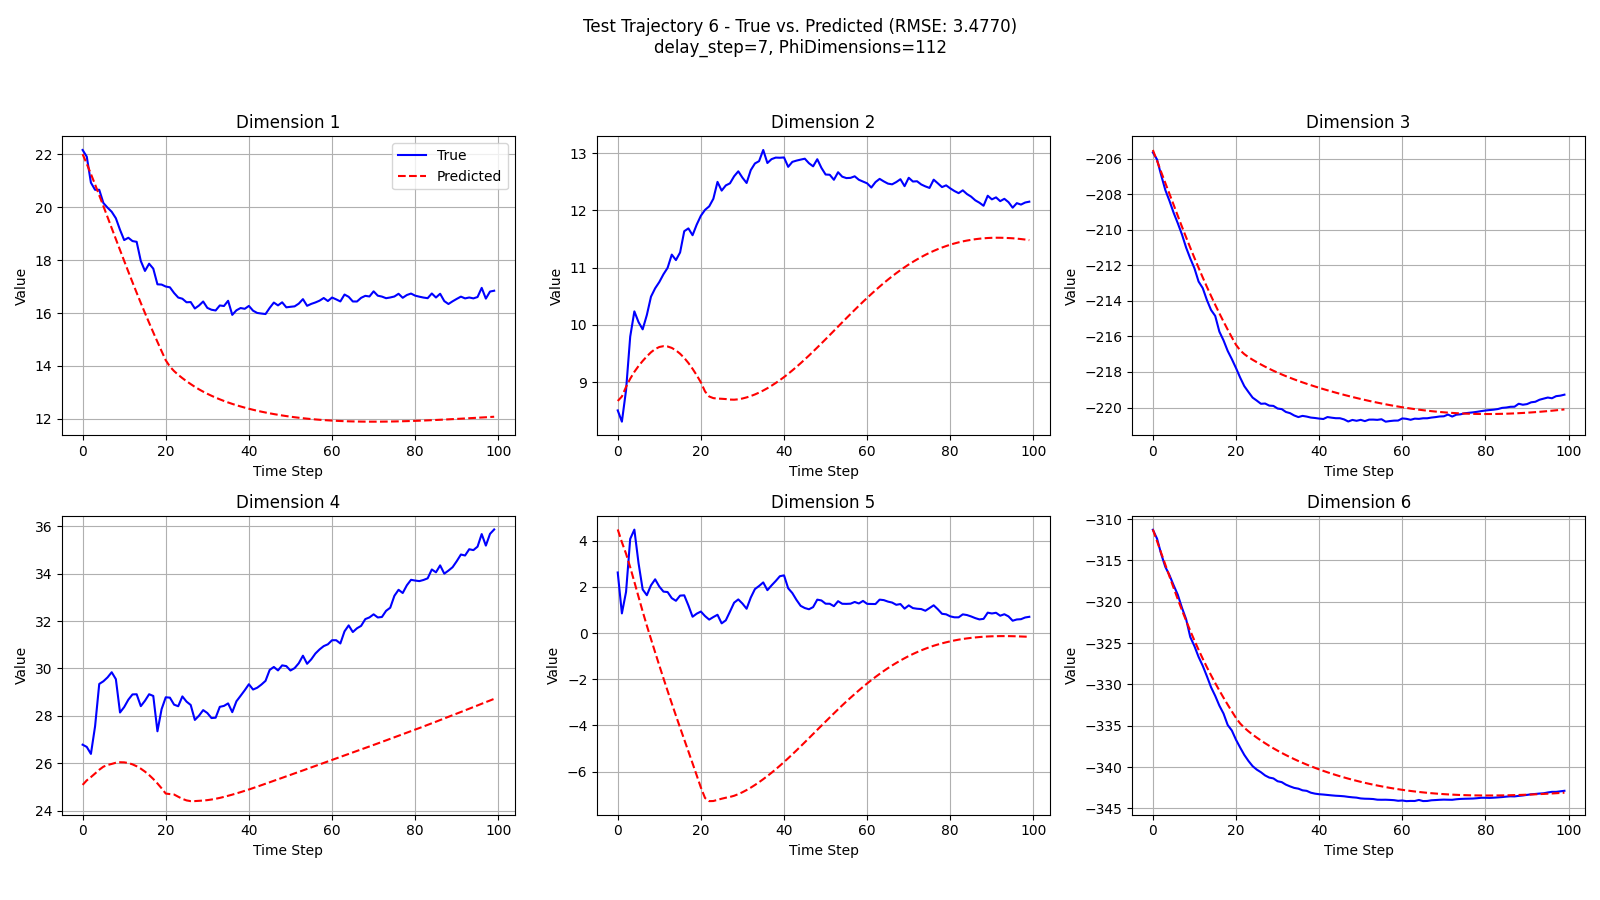 Test Trajectory 6 - True vs. Predicted (RMSE: 3.4770)
delay_step=7, PhiDimensions=112
Dimension 1
22
20
18
16
14
12
Value
0 20 40 60 80 100
Time Step
True
Predicted
Dimension 2
13
12
11
10
9
Value
0 20 40 60 80 100
Time Step
Dimension 3
−206
−208
−210
−212
−214
−216
−218
−220
Value
0 20 40 60 80 100
Time Step
Dimension 4
36
34
32
30
28
26
24
Value
0 20 40 60 80 100
Time Step
Dimension 5
4
2
0
−2
−4
−6
Value
0 20 40 60 80 100
Time Step
Dimension 6
−310
−315
−320
−325
−330
−335
−340
−345
Value
0 20 40 60 80 100
Time Step